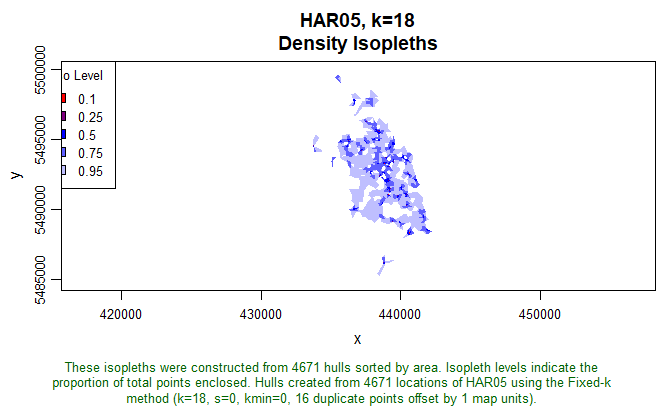 HAR05, k=18
Density Isopleths
o Level
0.1
0.25
0.5
0.75
0.95
5500000
5495000
5490000
5485000
y
420000 430000 440000 450000
x
These isopleths were constructed from 4671 hulls sorted by area. Isopleth levels indicate the
proportion of total points enclosed. Hulls created from 4671 locations of HAR05 using the Fixed-k
method (k=18, s=0, kmin=0, 16 duplicate points offset by 1 map units).